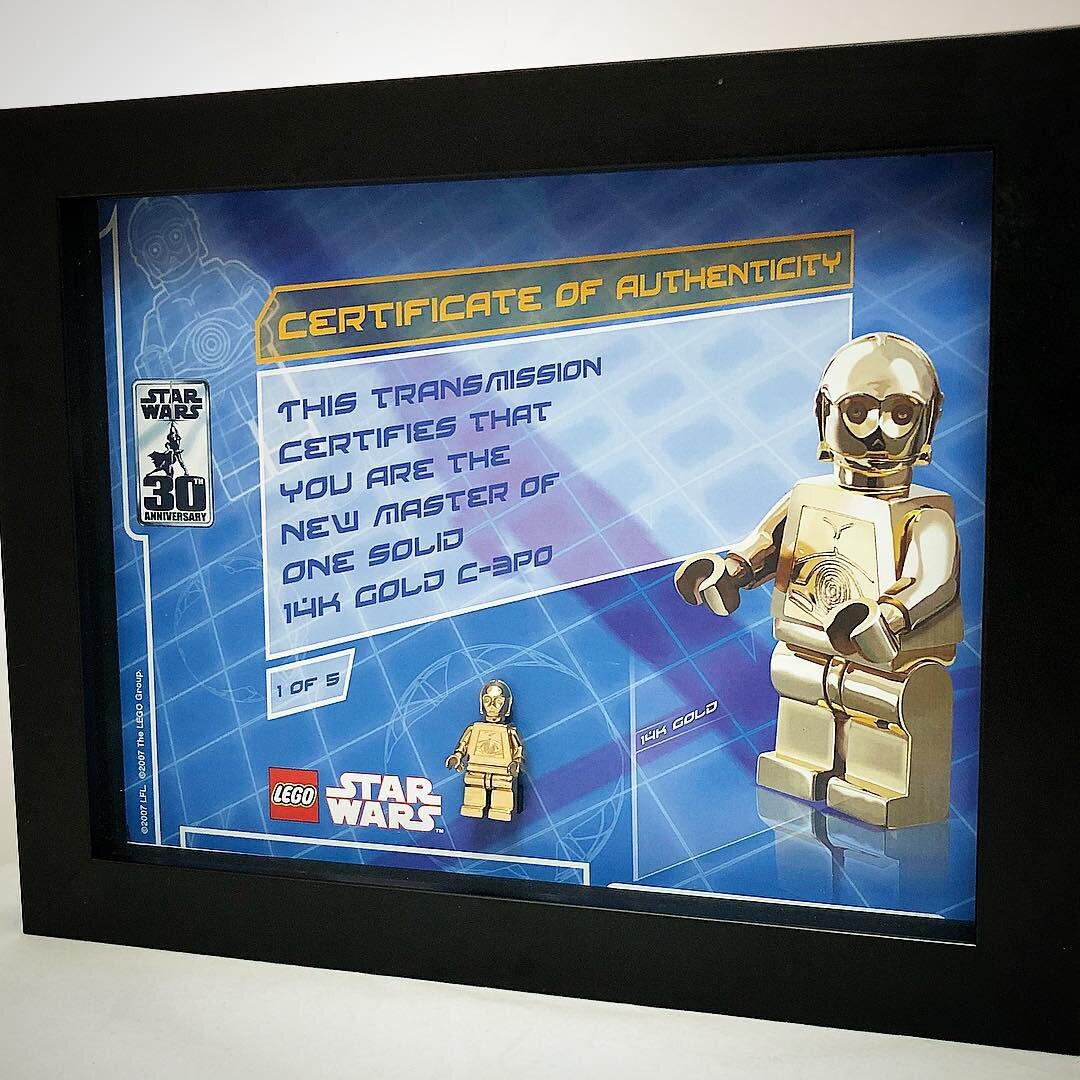 CERTIFICATE OF AUTHENTICITY
THIS TRANSMISSION
CERTIFIES THAT
YOU ARE THE
NEW MASTER OF
ONE SOLID
14K GOLD C-3PO
STAR
WARS
30TH
ANNIVERSARY
1 OF 5
14K GOLD
LEGO
STAR
WARS™
©2007 LFL. ©2007 The LEGO Group.